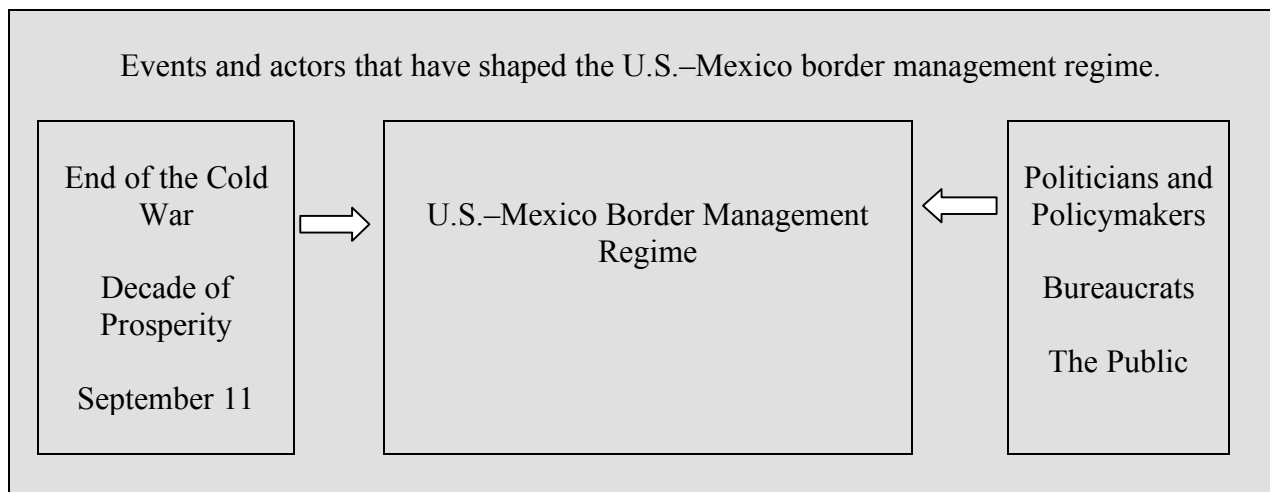 Events and actors that have shaped the U.S.–Mexico border management regime.
End of the Cold
War
Decade of
Prosperity
September 11
U.S.–Mexico Border Management
Regime
Politicians and
Policymakers
Bureaucrats
The Public